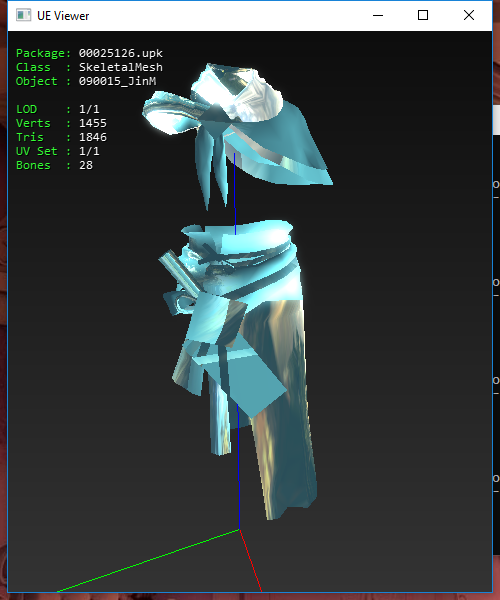 UE Viewer
Package: 00025126.upk
Class  : SkeletalMesh
Object : 090015_JinM
LOD    : 1/1
Verts  : 1455
Tris   : 1846
UV Set : 1/1
Bones  : 28